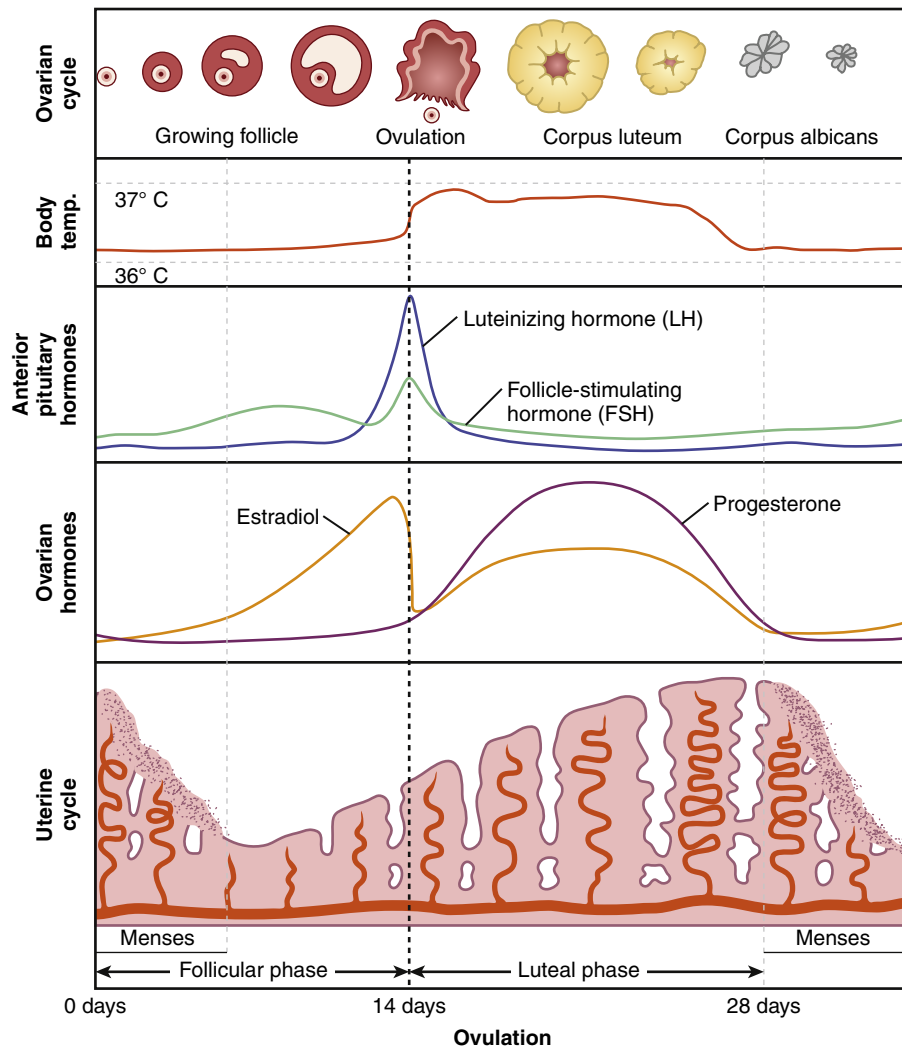 Ovarian
cycle
Growing follicle
Ovulation
Corpus luteum
Corpus albicans
Body
temp.
37° C
36° C
Anterior
pituitary
hormones
Luteinizing hormone (LH)
Follicle-stimulating
hormone (FSH)
Ovarian
hormones
Estradiol
Progesterone
Uterine
cycle
Menses
Menses
Follicular phase
Luteal phase
0 days
14 days
28 days
Ovulation